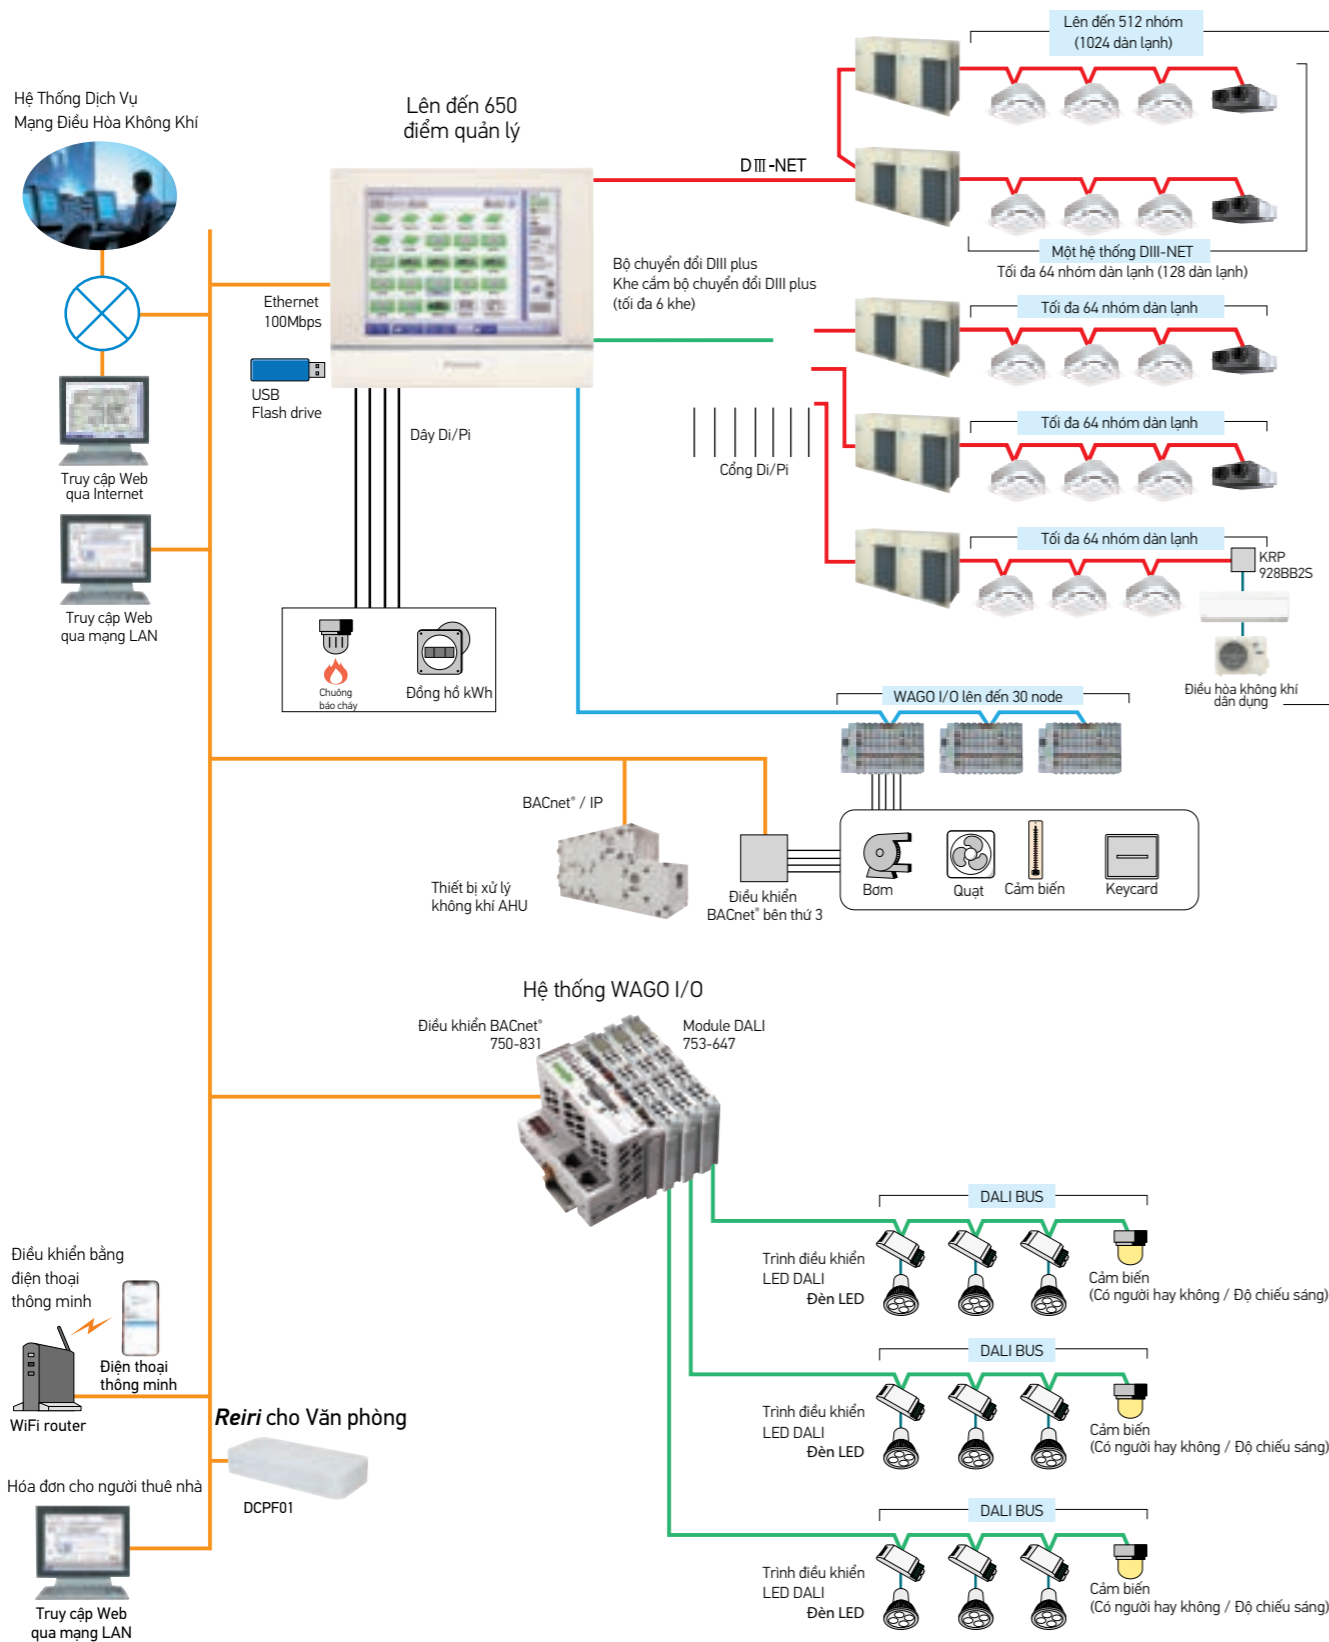 Lên đến 512 nhóm
(1024 dàn lạnh)
Hệ Thống Dịch Vụ
Mạng Điều Hòa Không Khí
Lên đến 650
điểm quản lý
DIII-NET
Một hệ thống DIII-NET
Tối đa 64 nhóm dàn lạnh (128 dàn lạnh)
Bộ chuyển đổi DIII plus
Khe cắm bộ chuyển đổi DIII plus
(tối đa 6 khe)
Ethernet
100Mbps
Tối đa 64 nhóm dàn lạnh
USB
Flash drive
Dây Di/Pi
Cổng Di/Pi
Tối đa 64 nhóm dàn lạnh
Truy cập Web
qua Internet
Tối đa 64 nhóm dàn lạnh
KRP
928BB2S
Truy cập Web
qua mạng LAN
Chuông
báo cháy
Đồng hồ kWh
Điều hòa không khí
dân dụng
WAGO I/O lên đến 30 node
BACnet® / IP
Thiết bị xử lý
không khí AHU
Điều khiển
BACnet® bên thứ 3
Bơm
Quạt
Cảm biến
Keycard
Hệ thống WAGO I/O
Điều khiển BACnet®
750-831
Module DALI
753-647
DALI BUS
Trình điều khiển
LED DALI
Đèn LED
Cảm biến
(Có người hay không / Độ chiếu sáng)
Điều khiển bằng
điện thoại
thông minh
Điện thoại
thông minh
WiFi router
DALI BUS
Trình điều khiển
LED DALI
Đèn LED
Cảm biến
(Có người hay không / Độ chiếu sáng)
Reiri cho Văn phòng
DCPF01
Hóa đơn cho người thuê nhà
Truy cập Web
qua mạng LAN
DALI BUS
Trình điều khiển
LED DALI
Đèn LED
Cảm biến
(Có người hay không / Độ chiếu sáng)